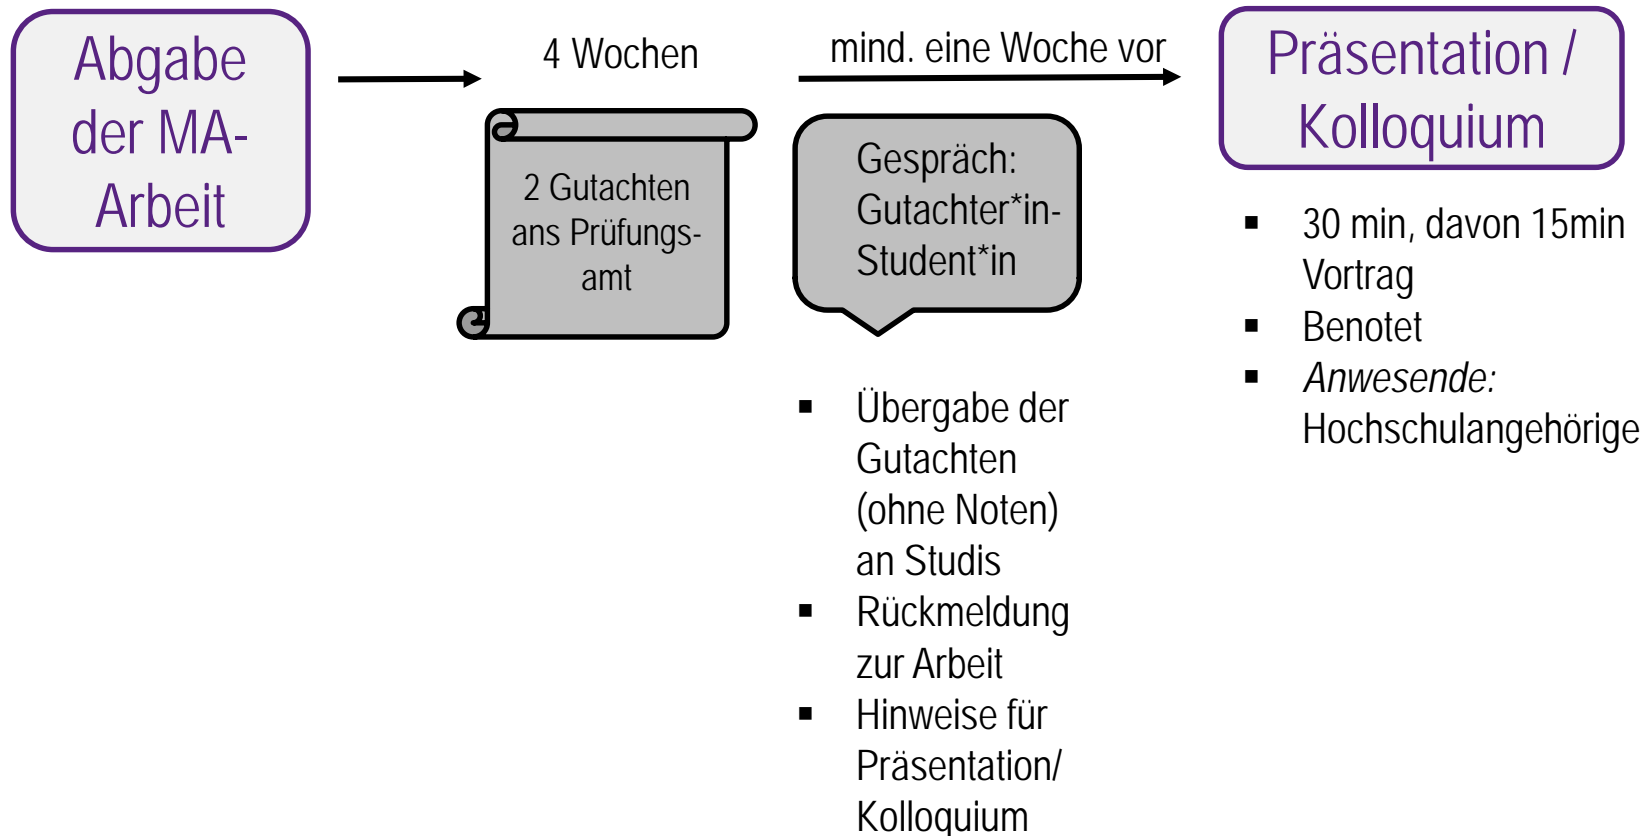 Abgabe
der MA-
Arbeit
4 Wochen
2 Gutachten
ans Prüfungs-
amt
mind. eine Woche vor
Gespräch:
Gutachter*in-
Student*in
▪ Übergabe der
Gutachten
(ohne Noten)
an Studis
▪ Rückmeldung
zur Arbeit
▪ Hinweise für
Präsentation/
Kolloquium
Präsentation /
Kolloquium
▪ 30 min, davon 15min
Vortrag
▪ Benotet
▪ Anwesende:
Hochschulangehörige